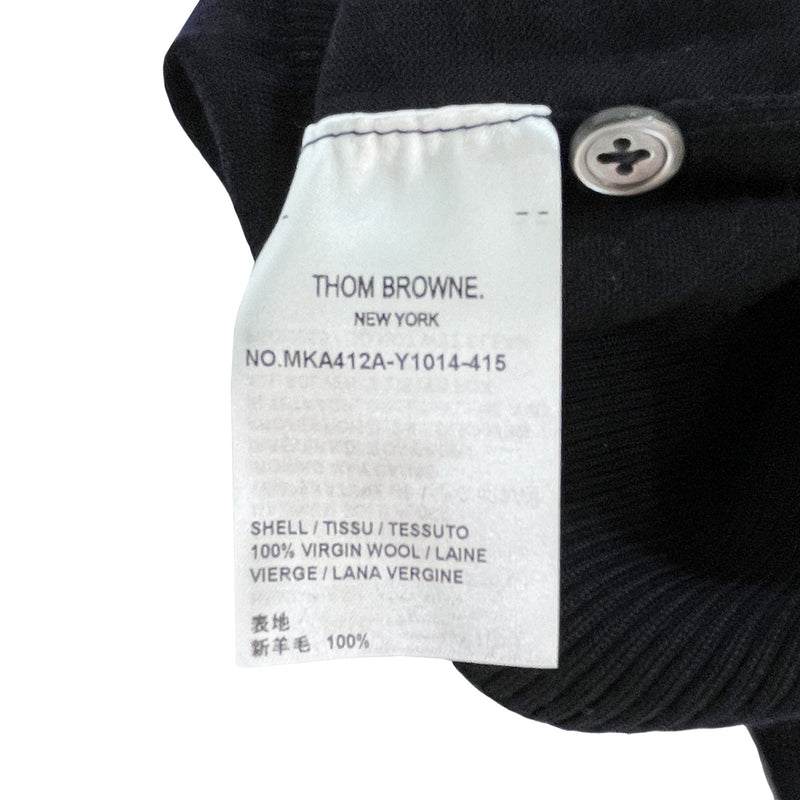 THOM BROWNE.
NEW YORK
NO.MKA412A-Y1014-415
SHELL / TISSU / TESSUTO
100% VIRGIN WOOL / LAINE
VIERGE / LANA VERGINE
表地
新羊毛 100%